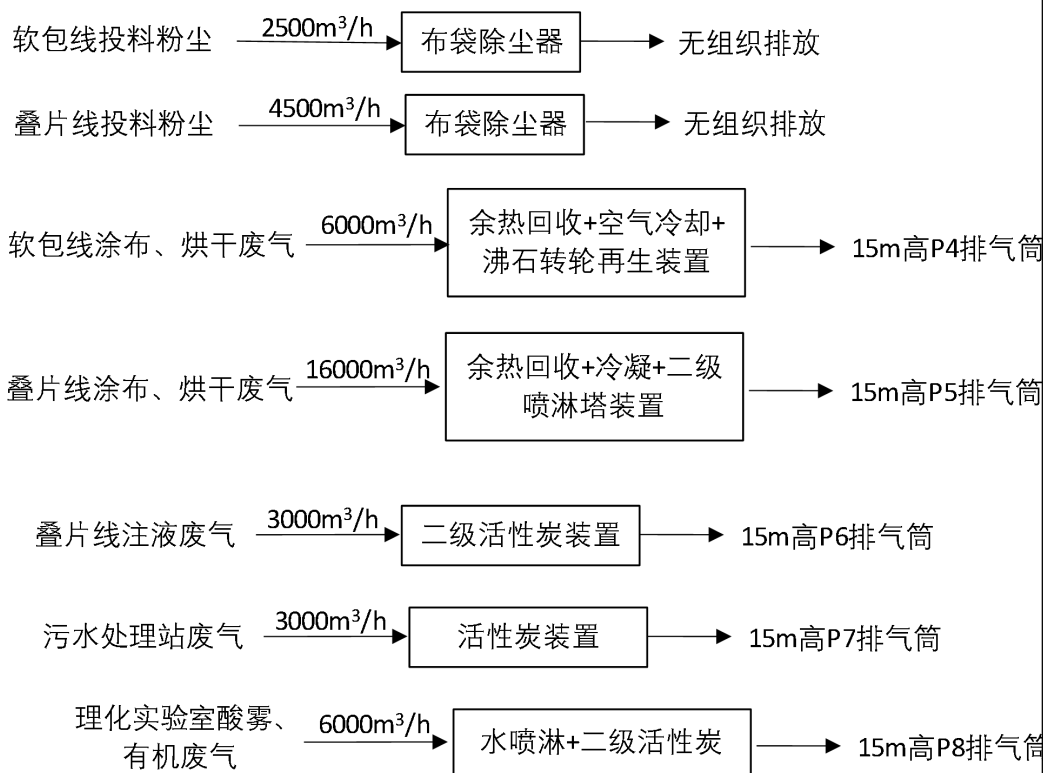 软包线投料粉尘 2500m³/h 布袋除尘器 无组织排放
叠片线投料粉尘 4500m³/h 布袋除尘器 无组织排放
软包线涂布、烘干废气 6000m³/h 余热回收+空气冷却+
沸石转轮再生装置 15m高P4排气筒
叠片线涂布、烘干废气 16000m³/h 余热回收+冷凝+二级
喷淋塔装置 15m高P5排气筒
叠片线注液废气 3000m³/h 二级活性炭装置 15m高P6排气筒
污水处理站废气 3000m³/h 活性炭装置 15m高P7排气筒
理化实验室酸雾、
有机废气 6000m³/h 水喷淋+二级活性炭 15m高P8排气筒